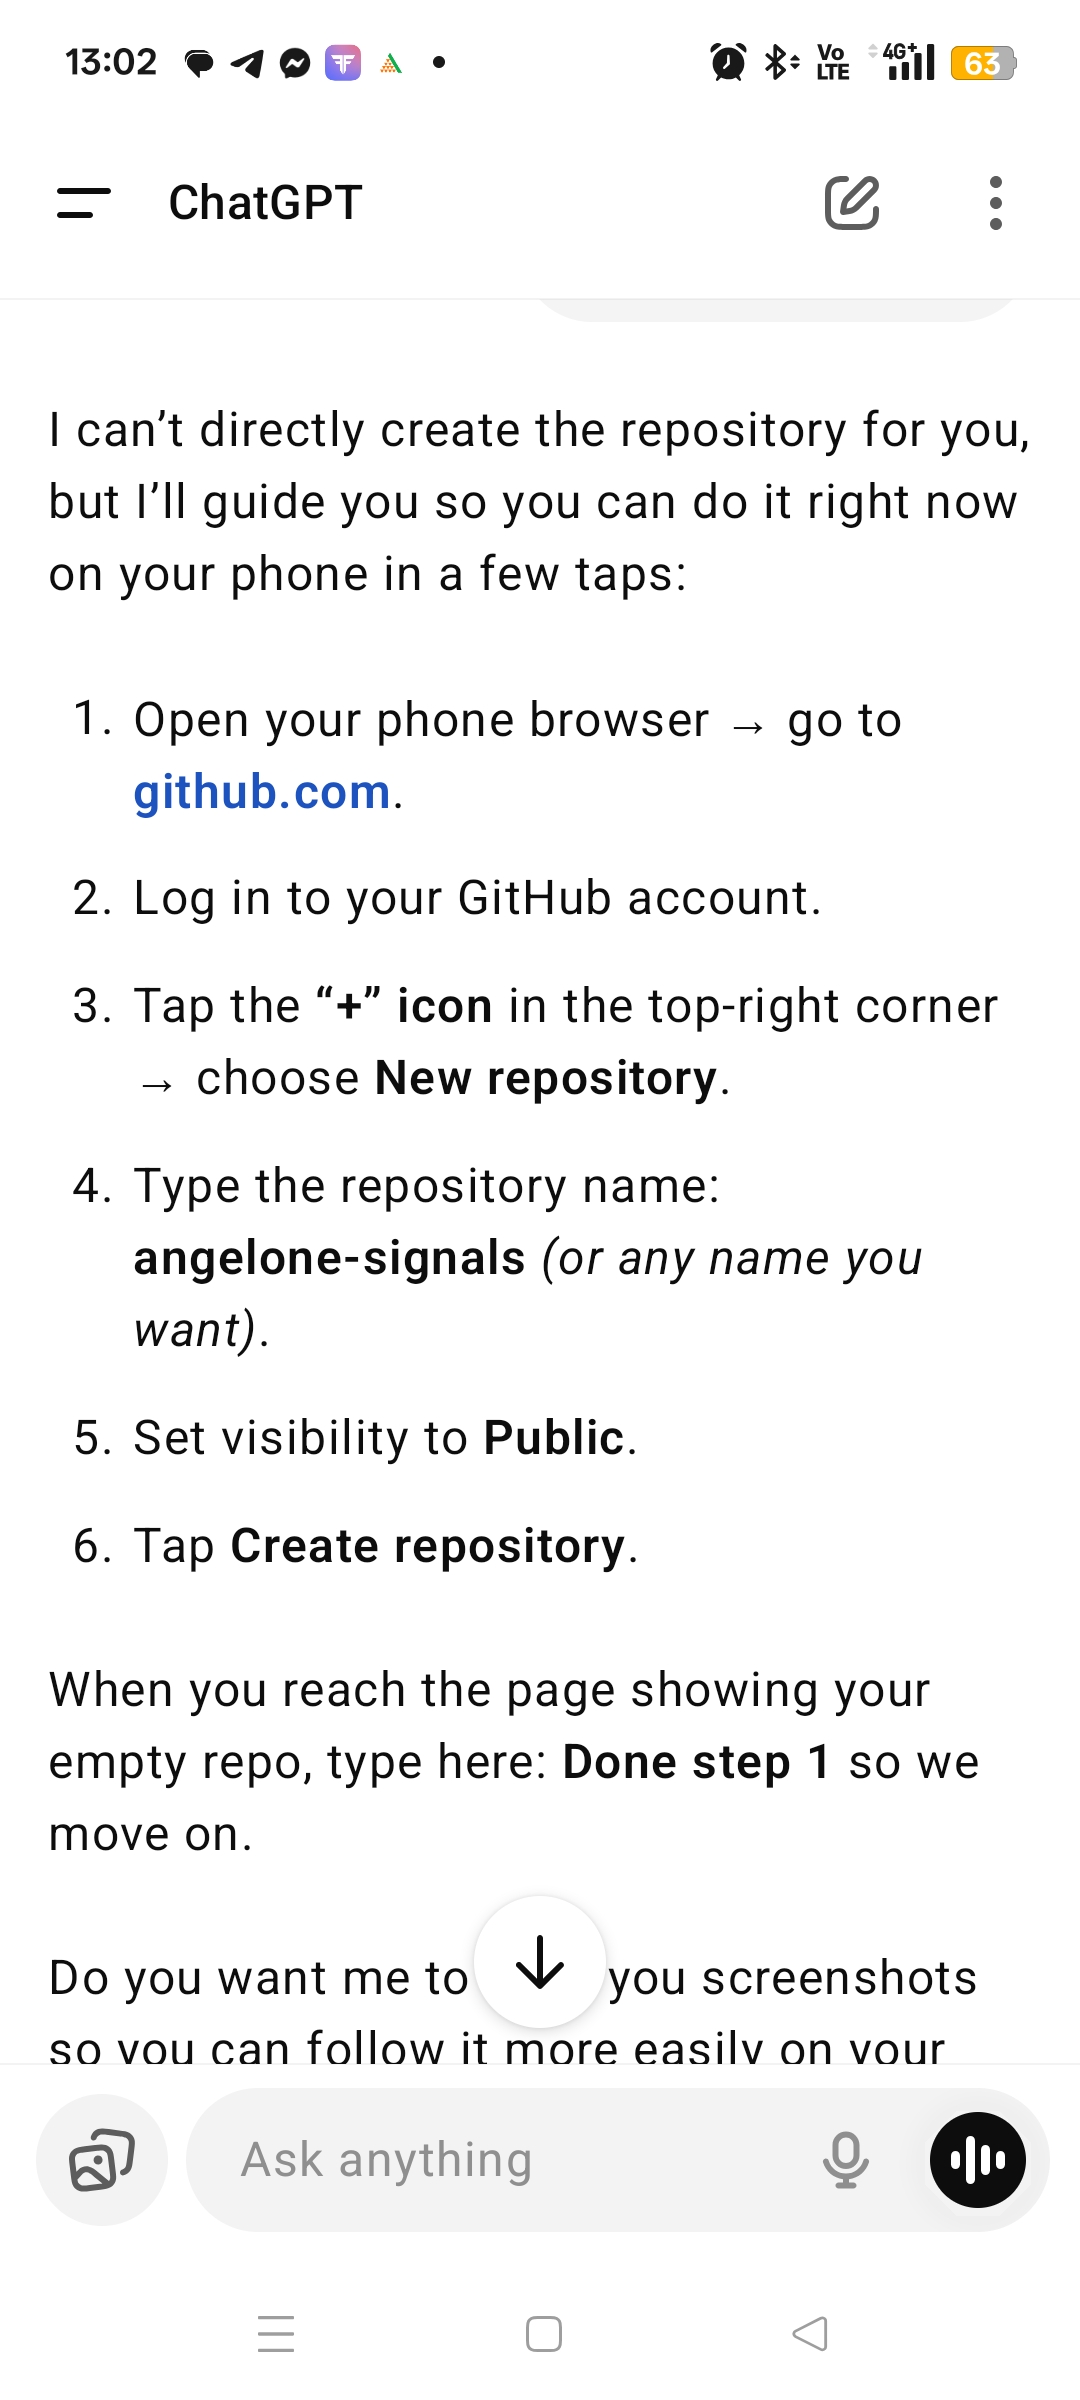 13:02
Vo
LTE
4G+
63
ChatGPT
I can’t directly create the repository for you,
but I’ll guide you so you can do it right now
on your phone in a few taps:
1. Open your phone browser → go to
github.com.
2. Log in to your GitHub account.
3. Tap the “+” icon in the top-right corner
→ choose New repository.
4. Type the repository name:
angelone-signals (or any name you
want).
5. Set visibility to Public.
6. Tap Create repository.
When you reach the page showing your
empty repo, type here: Done step 1 so we
move on.
Do you want me to you screenshots
so you can follow it more easily on your
Ask anything